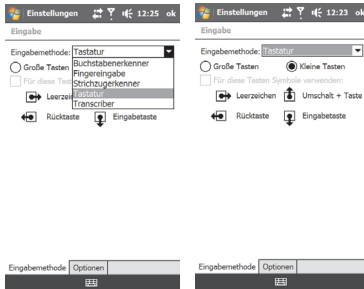 Einstellungen 12:25 ok
Eingabe
Eingabemethode: Tastatur
Buchstabenerkenner
Fingereingabe
Strichzugerkenner
Tastatur
Transcriber
Große Tasten
Für diese Tast
Leerzei
Rücktaste Eingabetaste
Eingabemethode Optionen
Einstellungen 12:23 ok
Eingabe
Eingabemethode: Tastatur
Große Tasten Kleine Tasten
Für diese Tasten Symbole verwenden:
Leerzeichen Umschalt + Taste
Rücktaste Eingabetaste
Eingabemethode Optionen